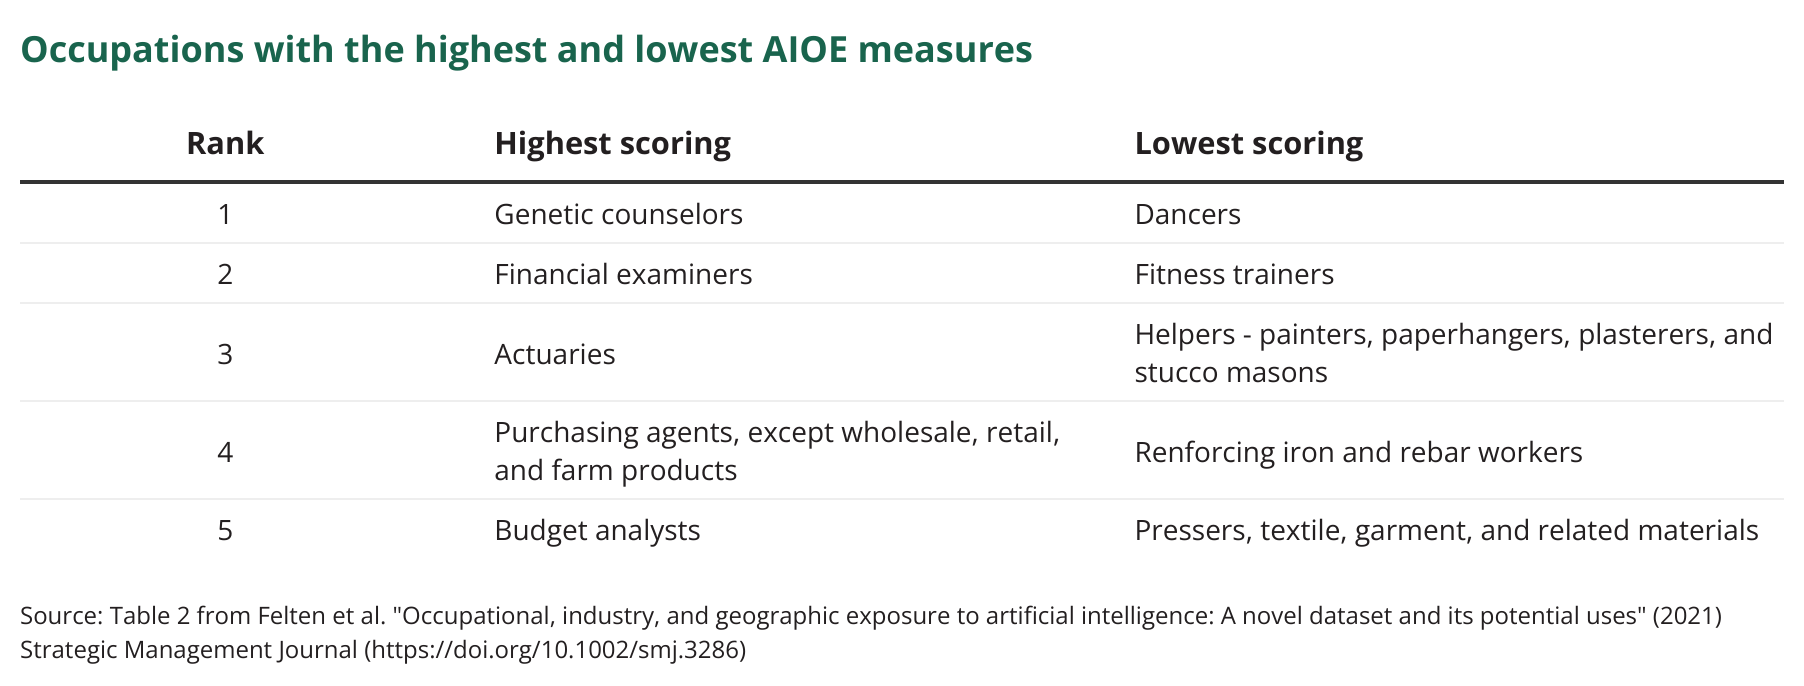 Occupations with the highest and lowest AIOE measures
Rank Highest scoring Lowest scoring
1 Genetic counselors Dancers
2 Financial examiners Fitness trainers
3 Actuaries Helpers - painters, paperhangers, plasterers, and
stucco masons
4 Purchasing agents, except wholesale, retail,
and farm products
Renforcing iron and rebar workers
5 Budget analysts Pressers, textile, garment, and related materials
Source: Table 2 from Felten et al. "Occupational, industry, and geographic exposure to artificial intelligence: A novel dataset and its potential uses" (2021)
Strategic Management Journal (https://doi.org/10.1002/smj.3286)